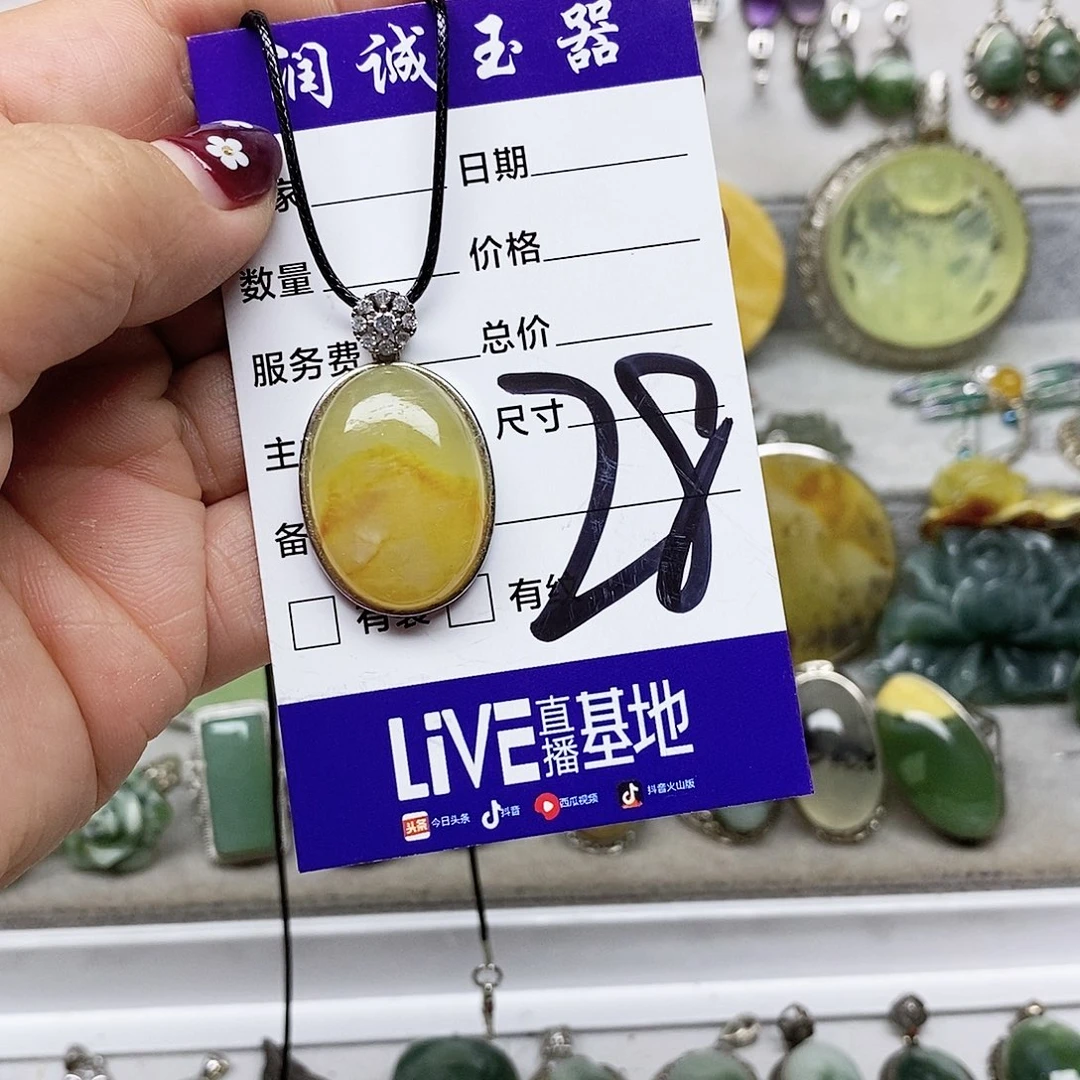 润诚玉器
家 日期
数量 价格
服务费 总价
主 尺寸
备
有 有
28
LiVE直播基地
头条 今日头条 抖音 西瓜视频 抖音火山版